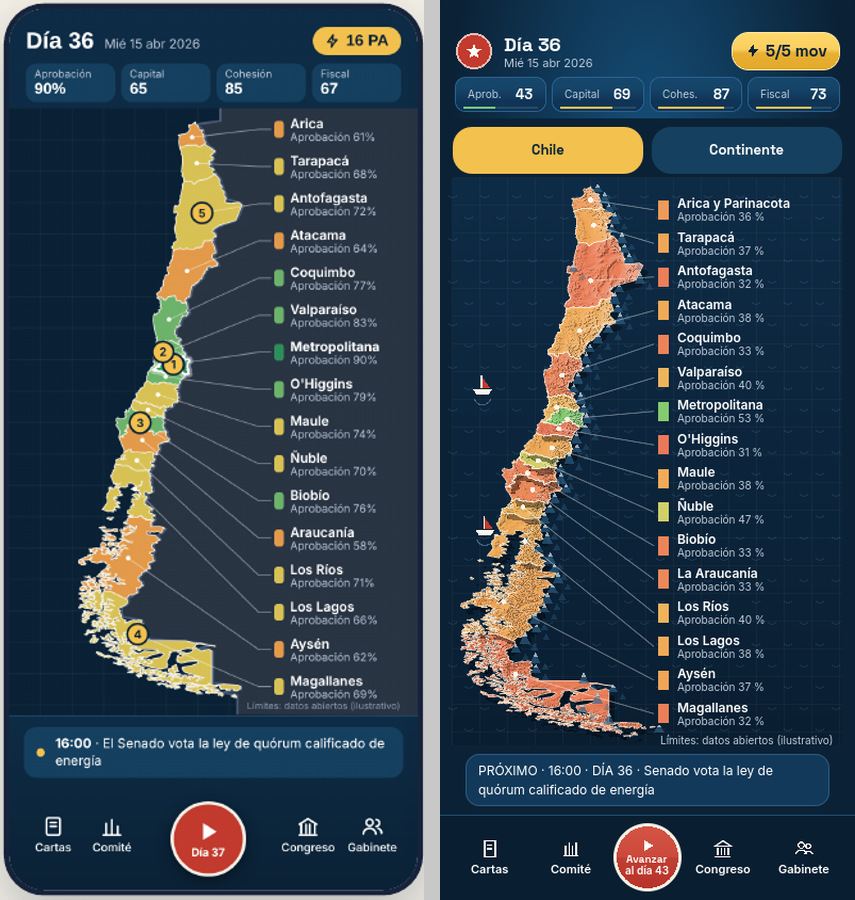 Día 36 Mié 15 abr 2026
16 PA
Aprobación
90%
Capital
65
Cohesión
85
Fiscal
67
Arica
Aprobación 61%
Tarapacá
Aprobación 68%
Antofagasta
Aprobación 72%
Atacama
Aprobación 64%
Coquimbo
Aprobación 77%
Valparaíso
Aprobación 83%
Metropolitana
Aprobación 90%
O'Higgins
Aprobación 79%
Maule
Aprobación 74%
Ñuble
Aprobación 70%
Biobío
Aprobación 76%
Araucanía
Aprobación 58%
Los Ríos
Aprobación 71%
Los Lagos
Aprobación 66%
Aysén
Aprobación 62%
Magallanes
Aprobación 69%
5
2
1
3
4
Límites: datos abiertos (ilustrativo)
16:00 · El Senado vota la ley de quórum calificado de
energía
Cartas
Comité
Día 37
Congreso
Gabinete
Día 36
Mié 15 abr 2026
5/5 mov
Aprob. 43
Capital 69
Cohes. 87
Fiscal 73
Chile
Continente
Arica y Parinacota
Aprobación 36 %
Tarapacá
Aprobación 37 %
Antofagasta
Aprobación 32 %
Atacama
Aprobación 38 %
Coquimbo
Aprobación 33 %
Valparaíso
Aprobación 40 %
Metropolitana
Aprobación 53 %
O'Higgins
Aprobación 31 %
Maule
Aprobación 38 %
Ñuble
Aprobación 47 %
Biobío
Aprobación 33 %
La Araucanía
Aprobación 33 %
Los Ríos
Aprobación 40 %
Los Lagos
Aprobación 38 %
Aysén
Aprobación 37 %
Magallanes
Aprobación 32 %
Límites: datos abiertos (ilustrativo)
PRÓXIMO · 16:00 · DÍA 36 · Senado vota la ley de
quórum calificado de energía
Cartas
Comité
Avanzar
al día 43
Congreso
Gabinete